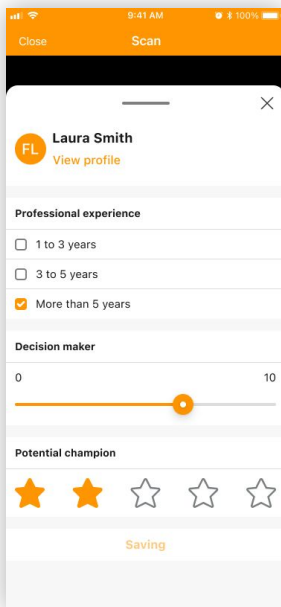 9:41 AM 100%
Close Scan
FL Laura Smith
View profile
Professional experience
1 to 3 years
3 to 5 years
More than 5 years
Decision maker
0 10
Potential champion
Saving